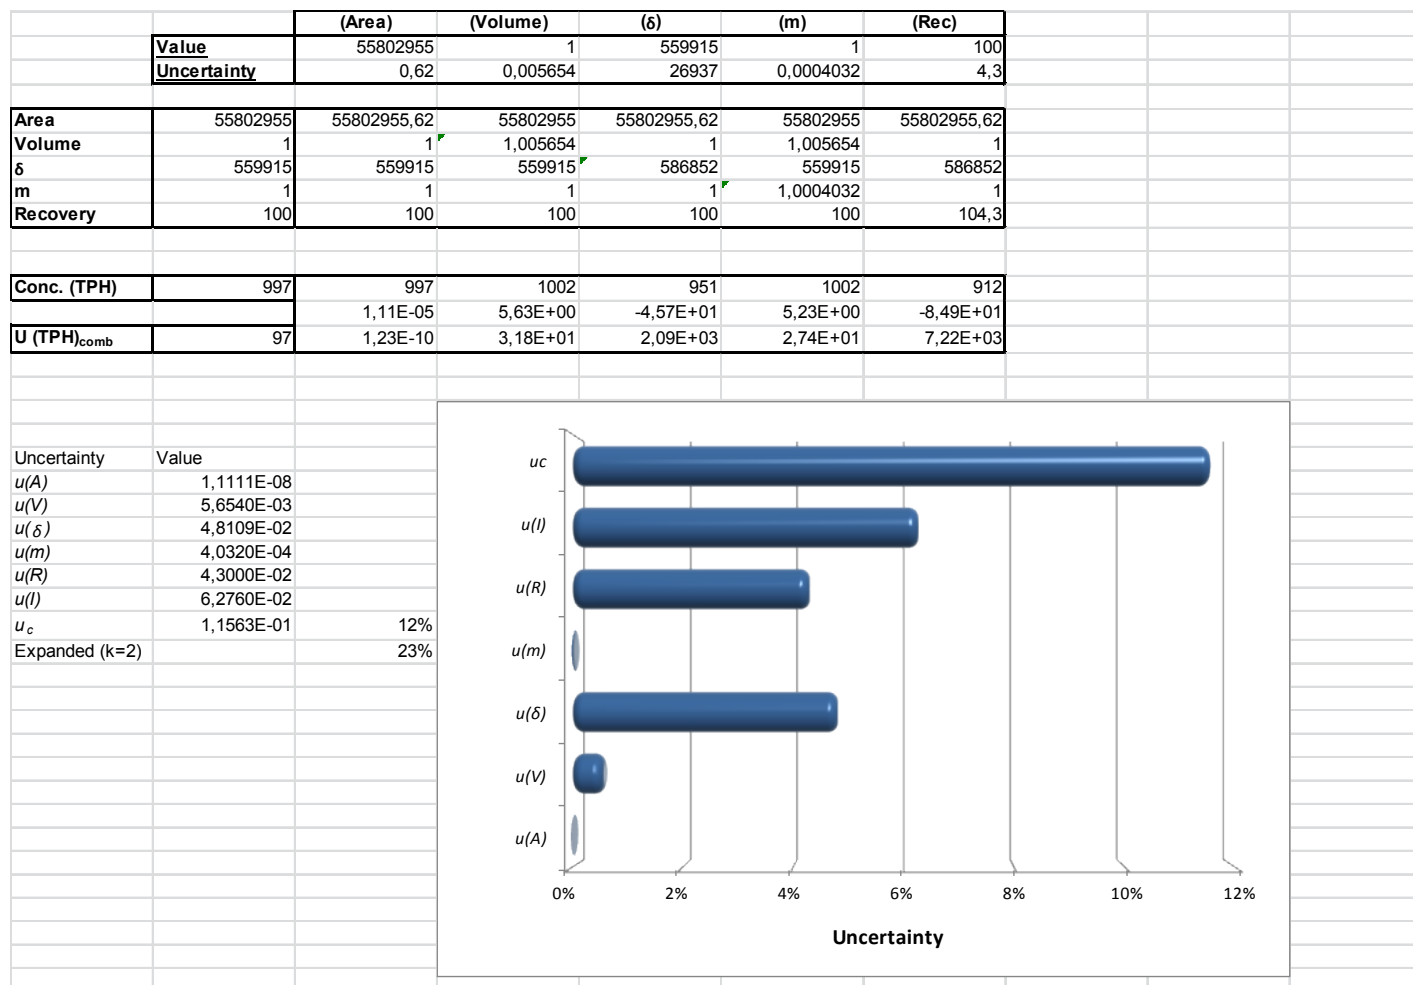 (Area) (Volume) (δ) (m) (Rec)
Value 55802955 1 559915 1 100
Uncertainty 0,62 0,005654 26937 0,0004032 4,3
Area 55802955 55802955,62 55802955 55802955,62 55802955 55802955,62
Volume 1 1 1,005654 1 1,005654 1
δ 559915 559915 559915 586852 559915 586852
m 1 1 1 1 1,0004032 1
Recovery 100 100 100 100 100 104,3
Conc. (TPH) 997 997 1002 951 1002 912
1,11E-05 5,63E+00 -4,57E+01 5,23E+00 -8,49E+01
U (TPH)comb 97 1,23E-10 3,18E+01 2,09E+03 2,74E+01 7,22E+03
Uncertainty Value
u(A) 1,1111E-08
u(V) 5,6540E-03
u(δ) 4,8109E-02
u(m) 4,0320E-04
u(R) 4,3000E-02
u(I) 6,2760E-02
uc 1,1563E-01 12%
Expanded (k=2) 23%
uc
u(I)
u(R)
u(m)
u(δ)
u(V)
u(A)
0% 2% 4% 6% 8% 10% 12%
Uncertainty